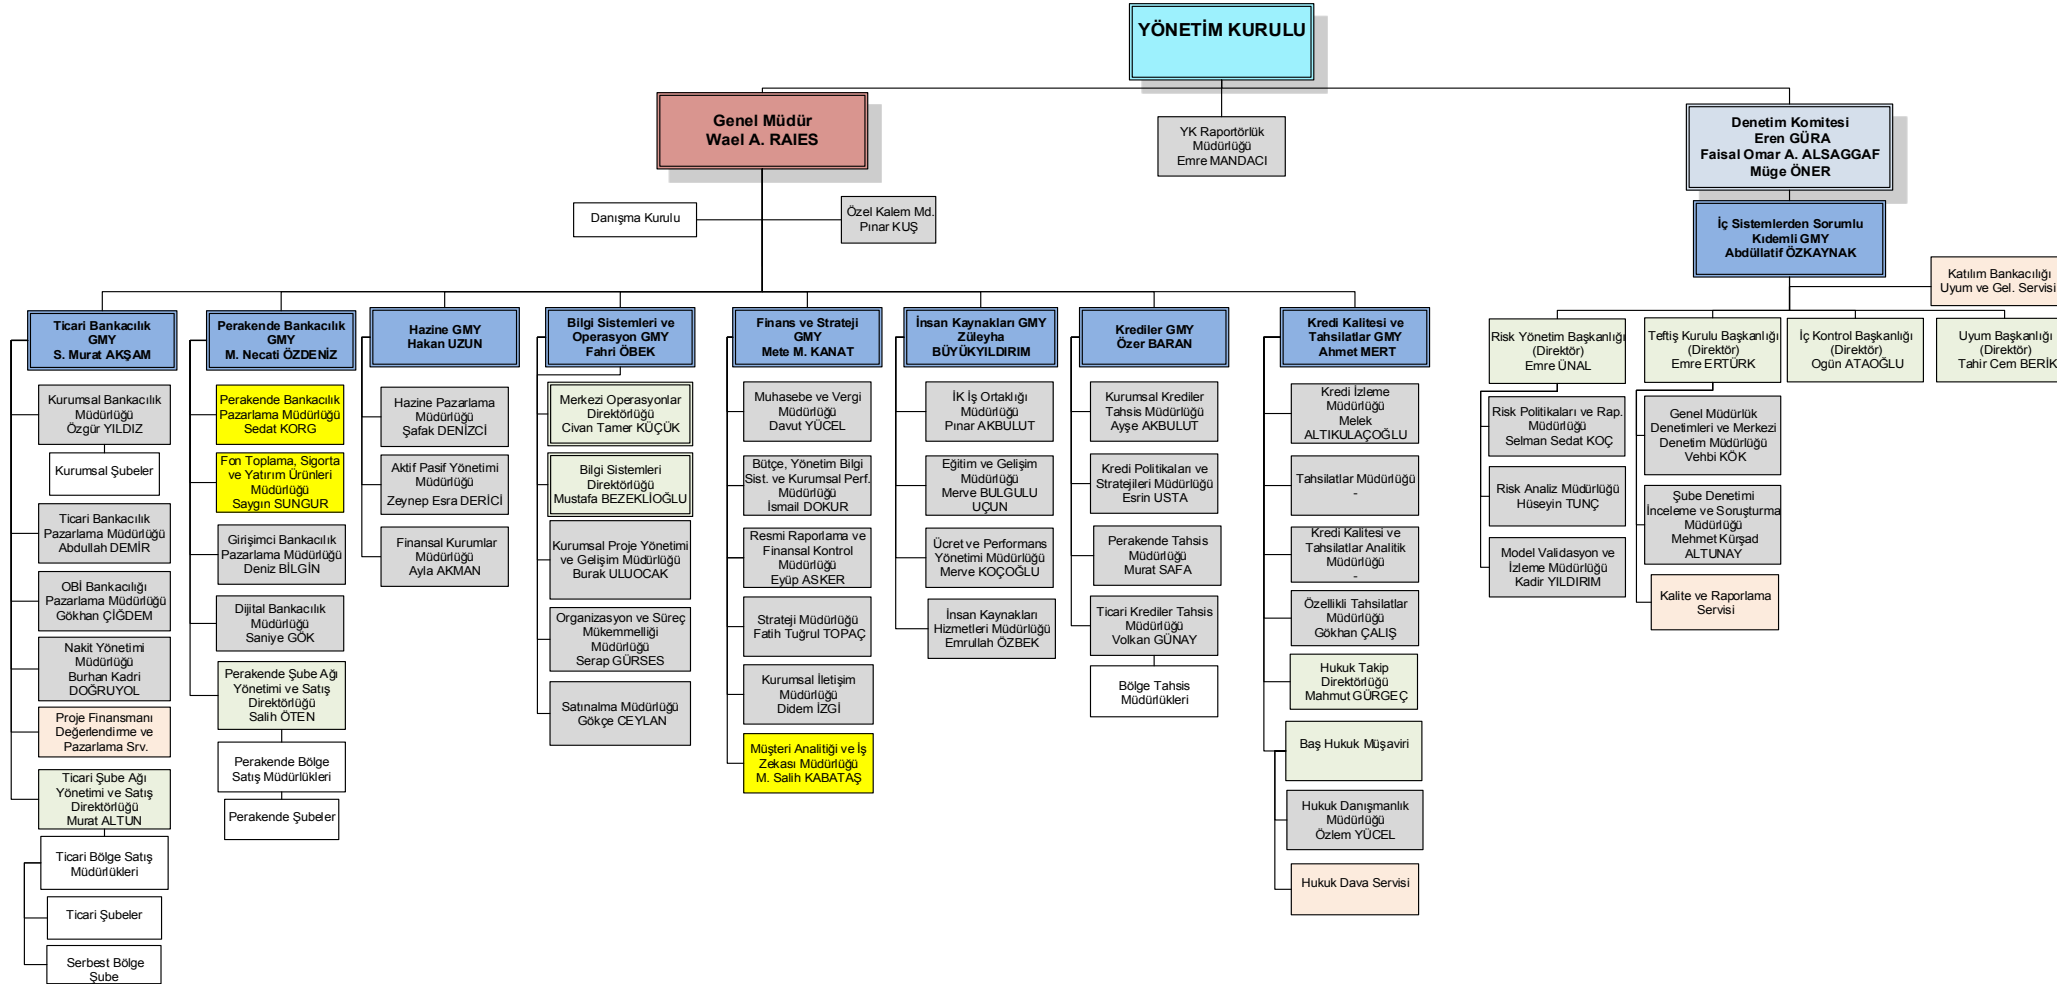 YÖNETİM KURULU
Genel Müdür
Wael A. RAIES
YK Raportörlük
Müdürlüğü
Emre MANDACI
Denetim Komitesi
Eren GÜRA
Faisal Omar A. ALSAGGAF
Müge ÖNER
Danışma Kurulu
Özel Kalem Md.
Pınar KUŞ
İç Sistemlerden Sorumlu
Kıdemli GMY
Abdüllatif ÖZKAYNAK
Katılım Bankacılığı
Uyum ve Gel. Servisi
Ticari Bankacılık
GMY
S. Murat AKŞAM
Kurumsal Bankacılık
Müdürlüğü
Özgür YILDIZ
Kurumsal Şubeler
Ticari Bankacılık
Pazarlama Müdürlüğü
Abdullah DEMİR
OBİ Bankacılığı
Pazarlama Müdürlüğü
Gökhan ÇİĞDEM
Nakit Yönetimi
Müdürlüğü
Burhan Kadri
DOĞRUYOL
Proje Finansmanı
Değerlendirme ve
Pazarlama Srv.
Ticari Şube Ağı
Yönetimi ve Satış
Direktörlüğü
Murat ALTUN
Ticari Bölge Satış
Müdürlükleri
Ticari Şubeler
Serbest Bölge
Şube
Perakende Bankacılık
GMY
M. Necati ÖZDENİZ
Perakende Bankacılık
Pazarlama Müdürlüğü
Sedat KORG
Fon Toplama, Sigorta
ve Yatırım Ürünleri
Müdürlüğü
Saygın SUNGUR
Girişimci Bankacılık
Pazarlama Müdürlüğü
Deniz BİLGİN
Dijital Bankacılık
Müdürlüğü
Saniye GÖK
Perakende Şube Ağı
Yönetimi ve Satış
Direktörlüğü
Salih ÖTEN
Perakende Bölge
Satış Müdürlükleri
Perakende Şubeler
Hazine GMY
Hakan UZUN
Hazine Pazarlama
Müdürlüğü
Şafak DENİZCİ
Aktif Pasif Yönetimi
Müdürlüğü
Zeynep Esra DERİCİ
Finansal Kurumlar
Müdürlüğü
Ayla AKMAN
Bilgi Sistemleri ve
Operasyon GMY
Fahri ÖBEK
Merkezi Operasyonlar
Direktörlüğü
Civan Tamer KÜÇÜK
Bilgi Sistemleri
Direktörlüğü
Mustafa BEZEKLİOĞLU
Kurumsal Proje Yönetimi
ve Gelişim Müdürlüğü
Burak ULUOCAK
Organizasyon ve Süreç
Mükemmelliği
Müdürlüğü
Serap GÜRSES
Satınalma Müdürlüğü
Gökçe CEYLAN
Finans ve Strateji
GMY
Mete M. KANAT
Muhasebe ve Vergi
Müdürlüğü
Davut YÜCEL
Bütçe, Yönetim Bilgi
Sist. ve Kurumsal Perf.
Müdürlüğü
İsmail DOKUR
Resmi Raporlama ve
Finansal Kontrol
Müdürlüğü
Eyüp ASKER
Strateji Müdürlüğü
Fatih Tuğrul TOPAÇ
Kurumsal İletişim
Müdürlüğü
Didem İZGİ
Müşteri Analitiği ve İş
Zekası Müdürlüğü
M. Salih KABATAŞ
İnsan Kaynakları GMY
Züleyha
BÜYÜKYILDIRIM
İK İş Ortaklığı
Müdürlüğü
Pınar AKBULUT
Eğitim ve Gelişim
Müdürlüğü
Merve BULGULU
UÇUN
Ücret ve Performans
Yönetimi Müdürlüğü
Merve KOÇOĞLU
İnsan Kaynakları
Hizmetleri Müdürlüğü
Emrullah ÖZBEK
Krediler GMY
Özer BARAN
Kurumsal Krediler
Tahsis Müdürlüğü
Ayşe AKBULUT
Kredi Politikaları ve
Stratejileri Müdürlüğü
Esrin USTA
Perakende Tahsis
Müdürlüğü
Murat SAFA
Ticari Krediler Tahsis
Müdürlüğü
Volkan GÜNAY
Bölge Tahsis
Müdürlükleri
Kredi Kalitesi ve
Tahsilatlar GMY
Ahmet MERT
Kredi İzleme
Müdürlüğü
Melek
ALTIKULAÇOĞLU
Tahsilatlar Müdürlüğü
-
Kredi Kalitesi ve
Tahsilatlar Analitik
Müdürlüğü
-
Özellikli Tahsilatlar
Müdürlüğü
Gökhan ÇALIŞ
Hukuk Takip
Direktörlüğü
Mahmut GÜRGEÇ
Baş Hukuk Müşaviri
Hukuk Danışmanlık
Müdürlüğü
Özlem YÜCEL
Hukuk Dava Servisi
Risk Yönetim Başkanlığı
(Direktör)
Emre ÜNAL
Risk Politikaları ve Rap.
Müdürlüğü
Selman Sedat KOÇ
Risk Analiz Müdürlüğü
Hüseyin TUNÇ
Model Validasyon ve
İzleme Müdürlüğü
Kadir YILDIRIM
Teftiş Kurulu Başkanlığı
(Direktör)
Emre ERTÜRK
Genel Müdürlük
Denetimleri ve Merkezi
Denetim Müdürlüğü
Vehbi KÖK
Şube Denetimi
İnceleme ve Soruşturma
Müdürlüğü
Mehmet Kürşad
ALTUNAY
Kalite ve Raporlama
Servisi
İç Kontrol Başkanlığı
(Direktör)
Ogün ATAOĞLU
Uyum Başkanlığı
(Direktör)
Tahir Cem BERİK